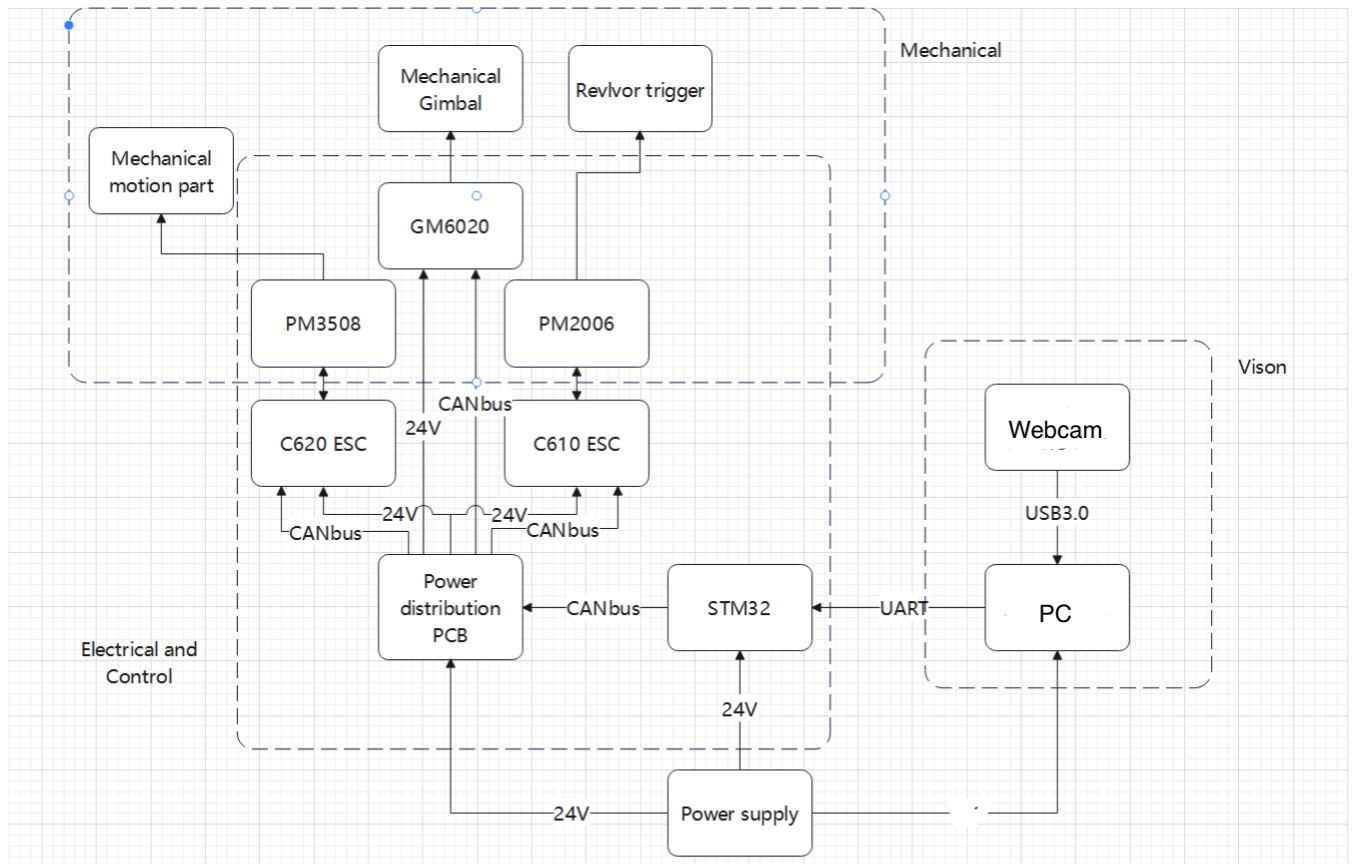 Mechanical
Mechanical
Gimbal
Revlvor trigger
Mechanical
motion part
GM6020
PM3508
PM2006
Vison
CANbus
24V
C620 ESC
C610 ESC
Webcam
24V
24V
CANbus
CANbus
USB3.0
Power
distribution
PCB
CANbus
STM32
UART
PC
Electrical and
Control
24V
24V
Power supply